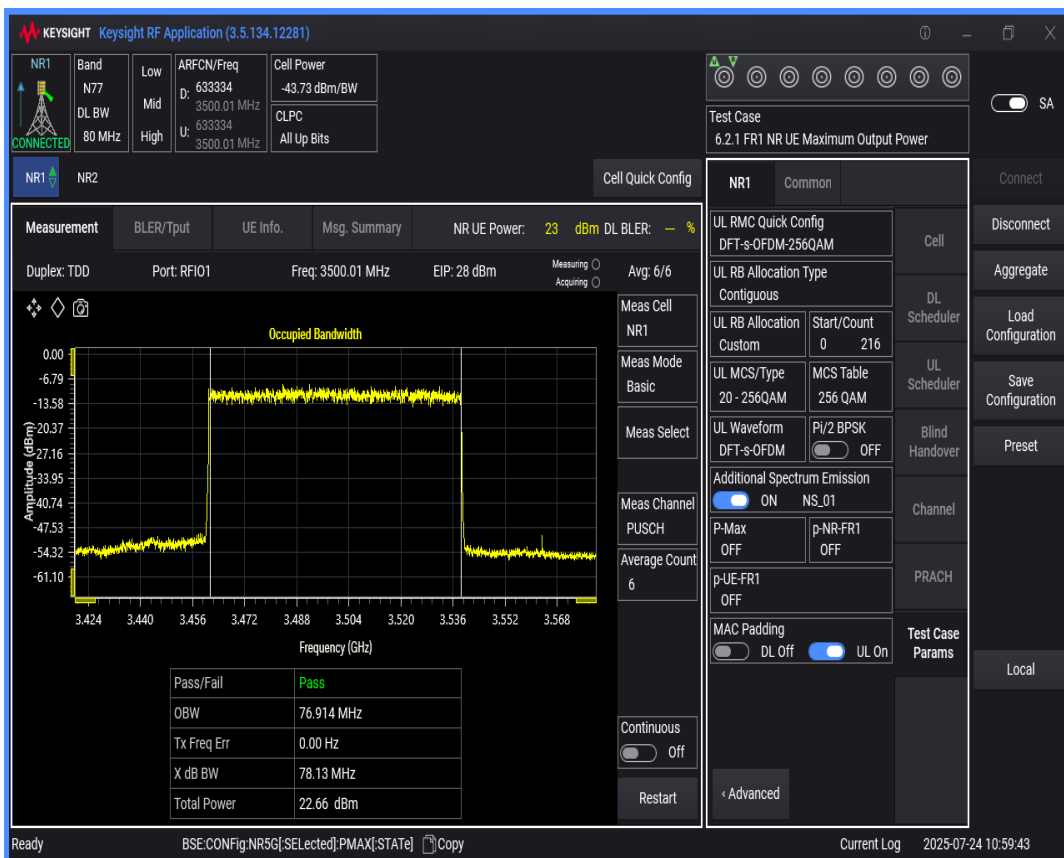 KEYSIGHT Keysight RF Application (3.5.134.12281)
NR1
CONNECTED
Band
N77
DL BW
80 MHz
Low
Mid
High
ARFCN/Freq
D: 633334
3500.01 MHz
U: 633334
3500.01 MHz
Cell Power
-43.73 dBm/BW
CLPC
All Up Bits
Test Case
6.2.1 FR1 NR UE Maximum Output Power
SA
NR1
NR2
Cell Quick Config
Measurement
BLER/Tput
UE Info.
Msg. Summary
NR UE Power: 23 dBm DL BLER: — %
Duplex: TDD
Port: RFIO1
Freq: 3500.01 MHz
EIP: 28 dBm
Measuring
Acquiring
Avg: 6/6
Occupied Bandwidth
Amplitude (dBm)
0.00
-6.79
-13.58
-20.37
-27.16
-33.95
-40.74
-47.53
-54.32
-61.10
3.424 3.440 3.456 3.472 3.488 3.504 3.520 3.536 3.552 3.568
Frequency (GHz)
Pass/Fail Pass
OBW 76.914 MHz
Tx Freq Err 0.00 Hz
X dB BW 78.13 MHz
Total Power 22.66 dBm
Meas Cell
NR1
Meas Mode
Basic
Meas Select
Meas Channel
PUSCH
Average Count
6
Continuous
Off
Restart
NR1
Common
UL RMC Quick Config
DFT-s-OFDM-256QAM
UL RB Allocation Type
Contiguous
UL RB Allocation
Custom
Start/Count
0 216
UL MCS/Type
20 - 256QAM
MCS Table
256 QAM
UL Waveform
DFT-s-OFDM
Pi/2 BPSK
OFF
Additional Spectrum Emission
ON NS_01
P-Max
OFF
p-NR-FR1
OFF
p-UE-FR1
OFF
MAC Padding
DL Off
UL On
‹ Advanced
Cell
DL
Scheduler
UL
Scheduler
Blind
Handover
Channel
PRACH
Test Case
Params
Connect
Disconnect
Aggregate
Load
Configuration
Save
Configuration
Preset
Local
Ready
BSE:CONFig:NR5G[:SELected]:PMAX[:STATe]
Copy
Current Log
2025-07-24 10:59:43